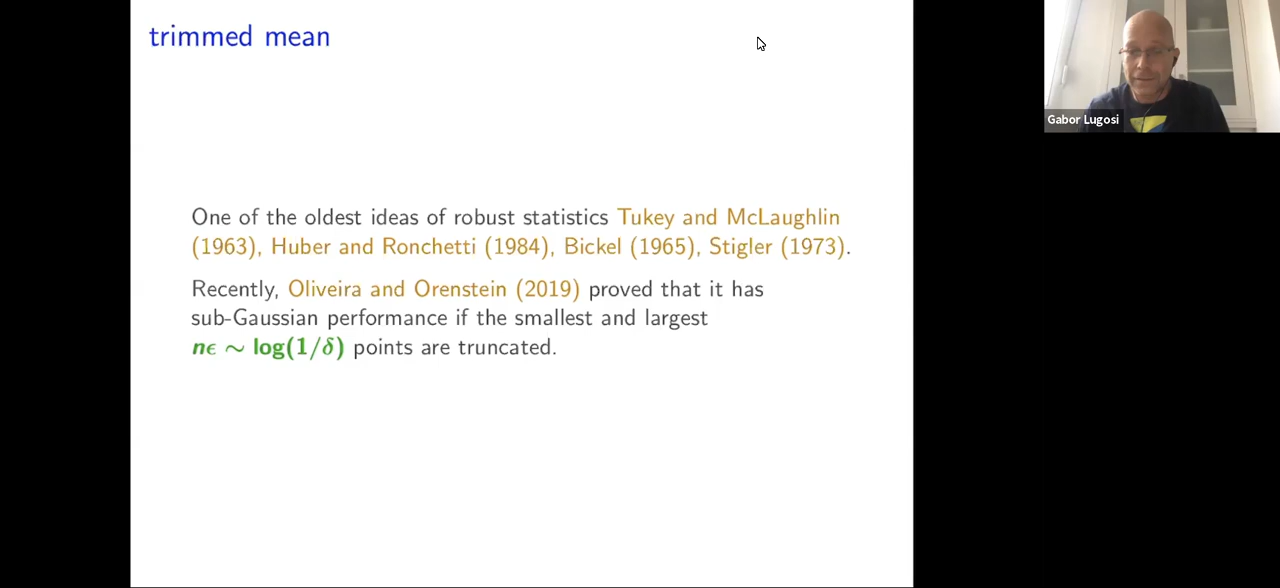 trimmed mean
Gabor Lugosi
One of the oldest ideas of robust statistics Tukey and McLaughlin
(1963), Huber and Ronchetti (1984), Bickel (1965), Stigler (1973).
Recently, Oliveira and Orenstein (2019) proved that it has
sub-Gaussian performance if the smallest and largest
nϵ ∼ log(1/δ) points are truncated.